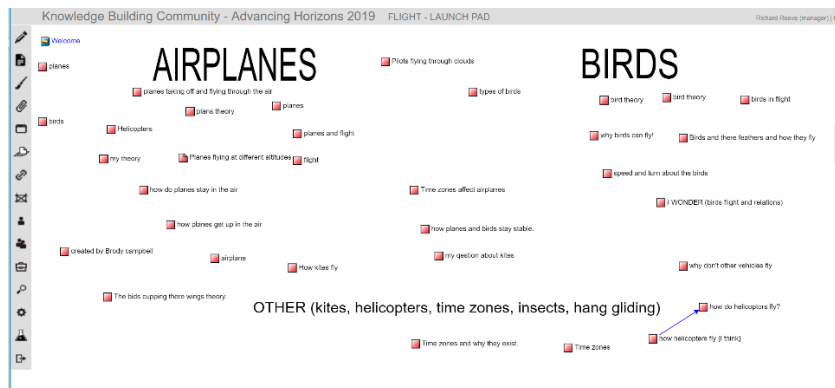 Knowledge Building Community - Advancing Horizons 2019 FLIGHT - LAUNCH PAD
Richard Reeve (manager) |
Welcome
AIRPLANES
BIRDS
planes
Pilots flying through clouds
planes taking off and flying through the air
types of birds
plans theory
planes
bird theory
bird theory
birds in flight
birds
Helicopters
planes and flight
why birds can fly!
Birds and there feathers and how they fly
my theory
Planes flying at different altitudes
flight
speed and turn about the birds
how do planes stay in the air
Time zones affect airplanes
I WONDER (birds flight and relations)
how planes get up in the air
how planes and birds stay stable.
created by Brody campbell
airplane
my qestion about kites
How kites fly
why don't other vehicles fly
The bids cupping there wings theory.
OTHER (kites, helicopters, time zones, insects, hang gliding)
how do helicoptors fly?
how helicopters fly [I think]
Time zones and why they exist.
Time zones